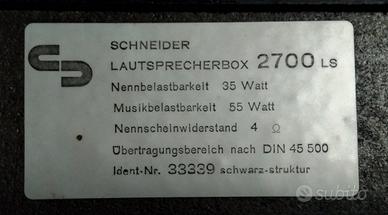 SCHNEIDER
LAUTSPRECHERBOX 2700 LS
Nennbelastbarkeit 35 Watt
Musikbelastbarkeit 55 Watt
Nennscheinwiderstand 4 Ω
Übertragungsbereich nach DIN 45 500
Ident-Nr. 33339 schwarz-struktur
subito